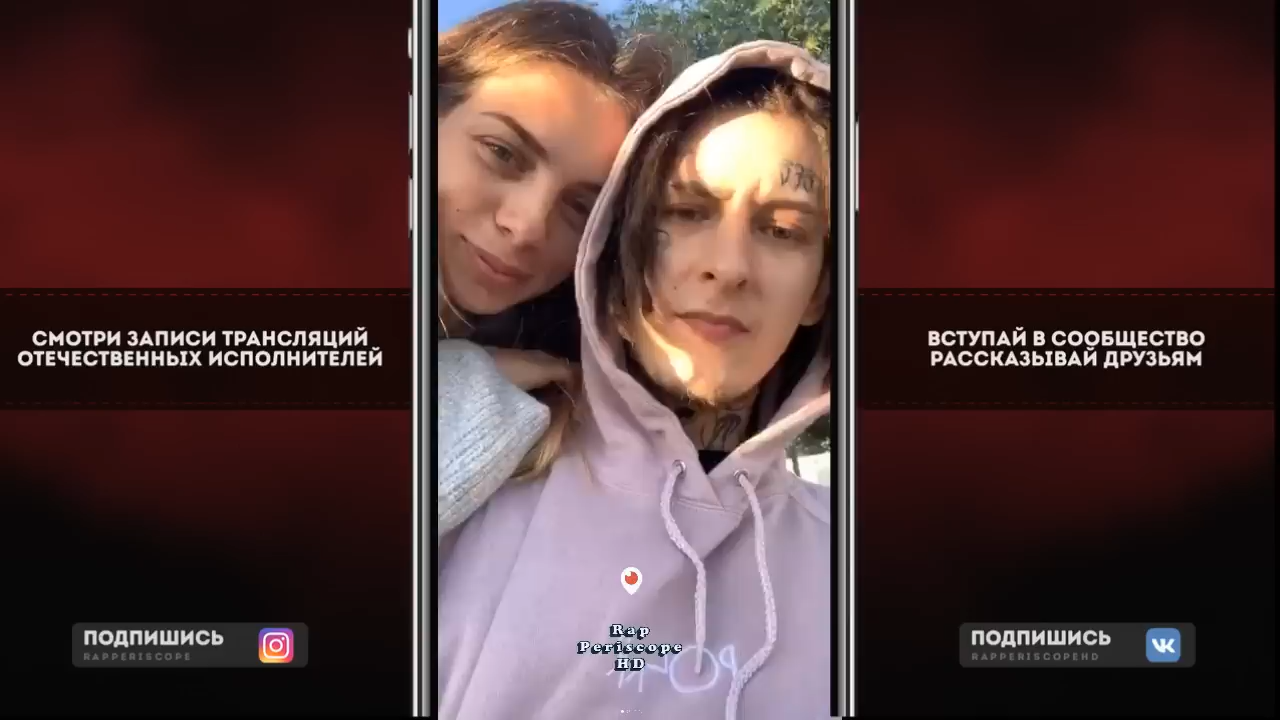 СМОТРИ ЗАПИСИ ТРАНСЛЯЦИЙ
ОТЕЧЕСТВЕННЫХ ИСПОЛНИТЕЛЕЙ
ВСТУПАЙ В СООБЩЕСТВО
РАССКАЗЫВАЙ ДРУЗЬЯМ
Rap
Periscope
HD
ПОДПИШИСЬ
RAPPERISCOPE
ПОДПИШИСЬ
RAPPERISCOPEHD